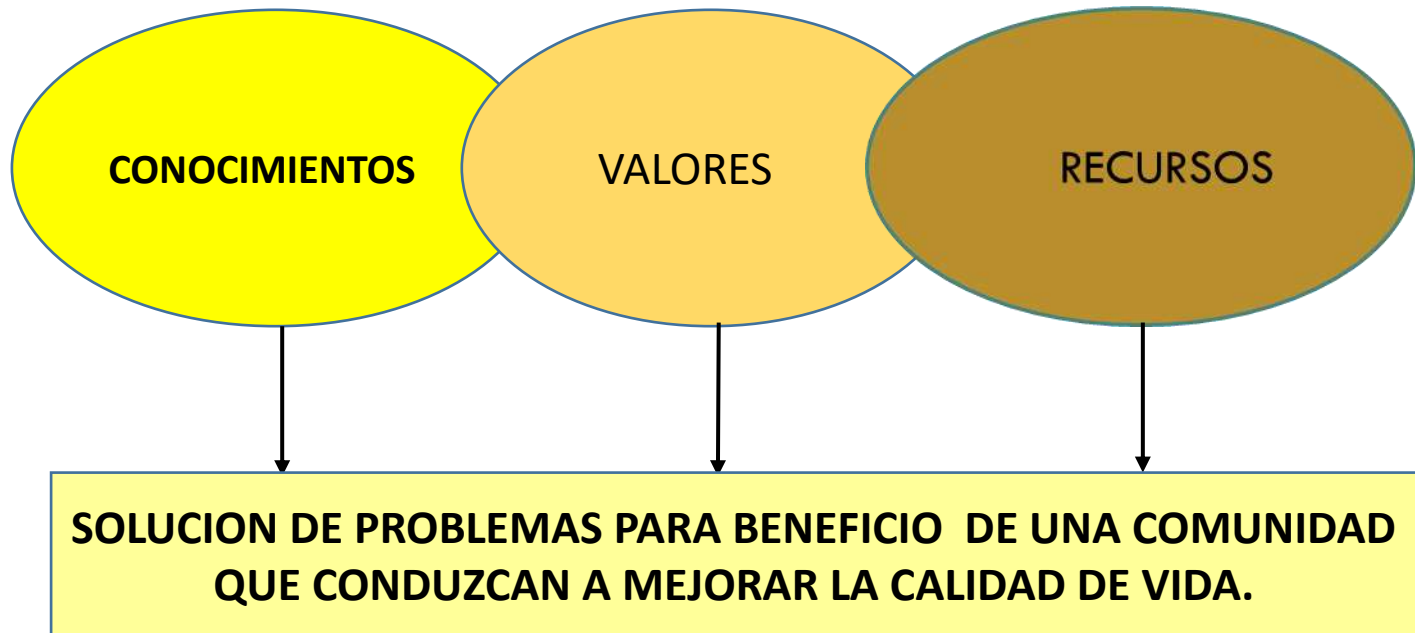 CONOCIMIENTOS
VALORES
RECURSOS
SOLUCION DE PROBLEMAS PARA BENEFICIO DE UNA COMUNIDAD
QUE CONDUZCAN A MEJORAR LA CALIDAD DE VIDA.